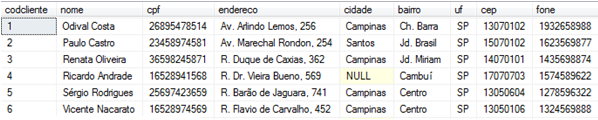 codcliente nome cpf endereco cidade bairro uf cep fone
1 Odival Costa 26895478514 Av. Arlindo Lemos, 256 Campinas Ch. Barra SP 13070102 1932658988
2 Paulo Castro 23458974581 Av. Marechal Rondon, 254 Santos Jd. Brasil SP 15070102 1623569877
3 Renata Oliveira 36598245871 R. Duque de Caxias, 362 Campinas Jd. Miriam SP 14070101 1435698874
4 Ricardo Andrade 16528941568 R. Dr. Vieira Bueno, 569 NULL Cambuí SP 17070703 1574589622
5 Sérgio Rodrigues 25697423659 R. Barão de Jaguara, 741 Campinas Centro SP 13050604 1278596322
6 Vicente Nacarato 16528974569 R. Flavio de Carvalho, 452 Campinas Centro SP 13050106 1324569888